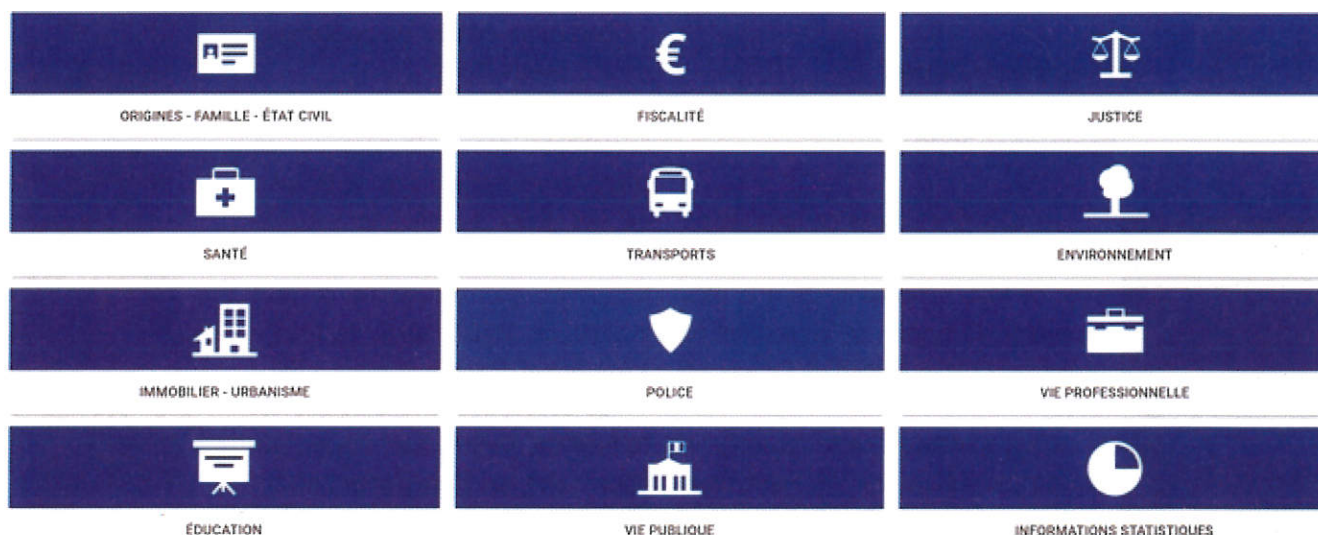 €
ORIGINES - FAMILLE - ÉTAT CIVIL
FISCALITÉ
JUSTICE
SANTÉ
TRANSPORTS
ENVIRONNEMENT
IMMOBILIER - URBANISME
POLICE
VIE PROFESSIONNELLE
ÉDUCATION
VIE PUBLIQUE
INFORMATIONS STATISTIQUES